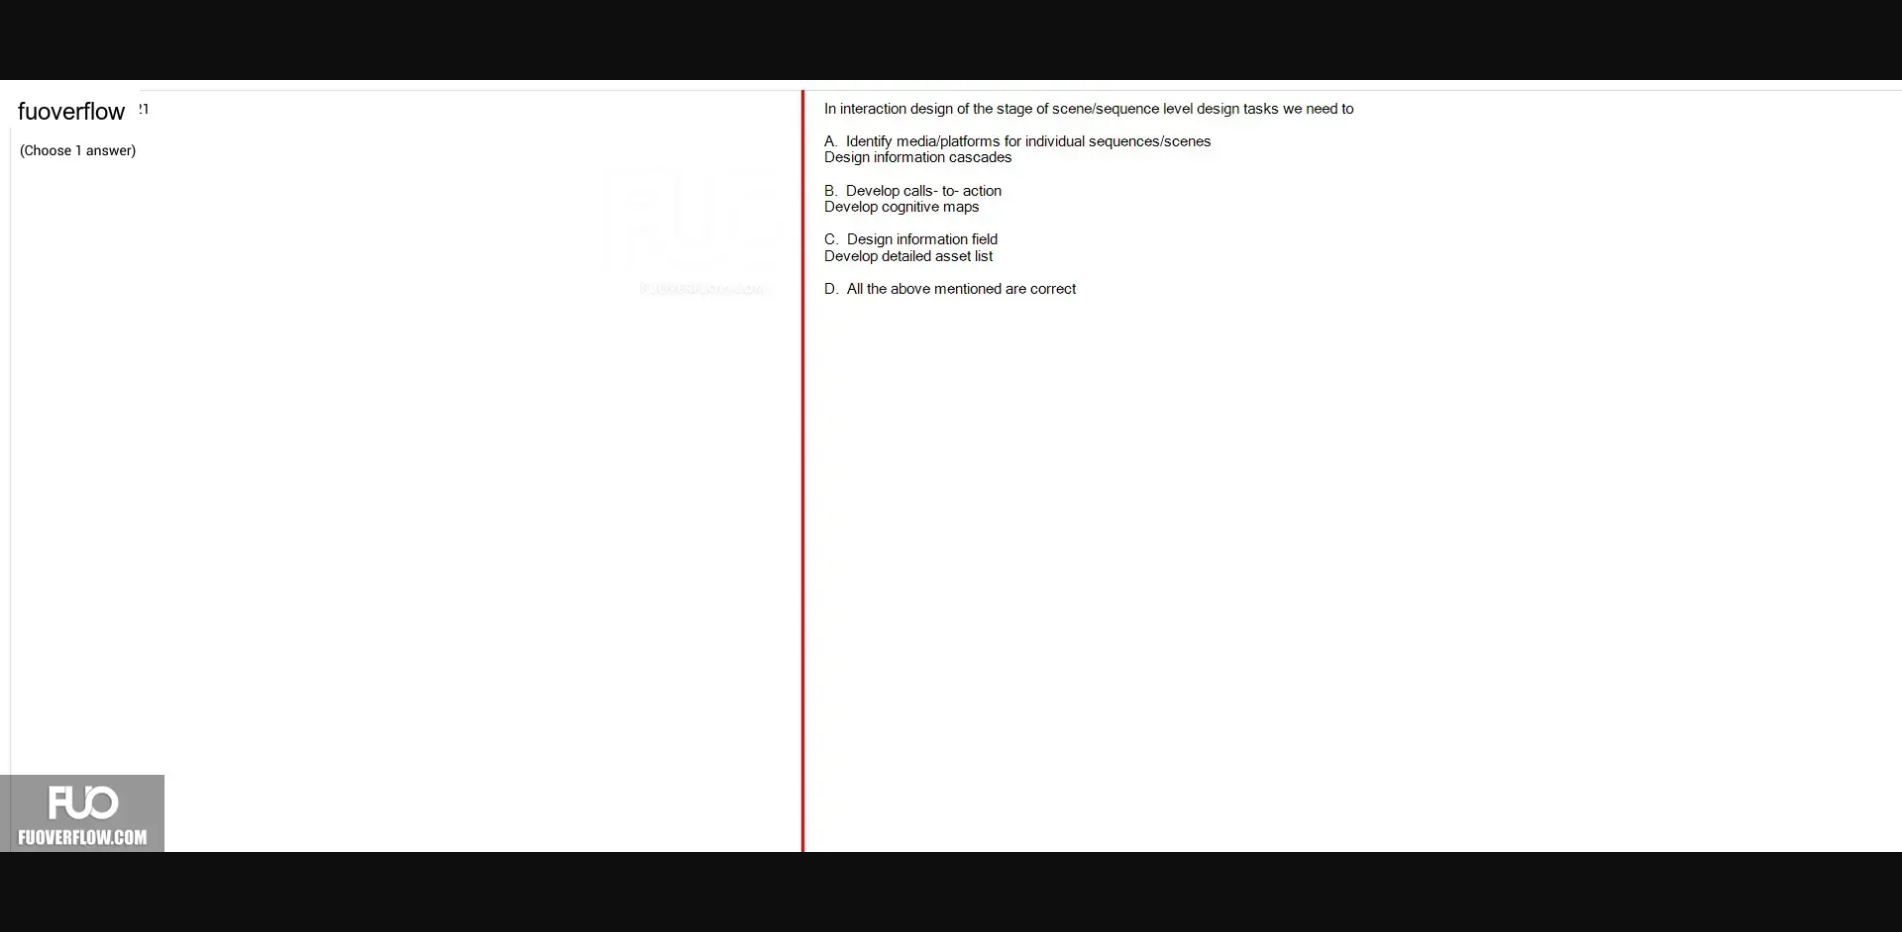 fuoverflow 21
(Choose 1 answer)
In interaction design of the stage of scene/sequence level design tasks we need to
A. Identify media/platforms for individual sequences/scenes
Design information cascades
B. Develop calls- to- action
Develop cognitive maps
C. Design information field
Develop detailed asset list
D. All the above mentioned are correct
FUO
FUOVERFLOW.COM
FUO
FUOVERFLOW.COM